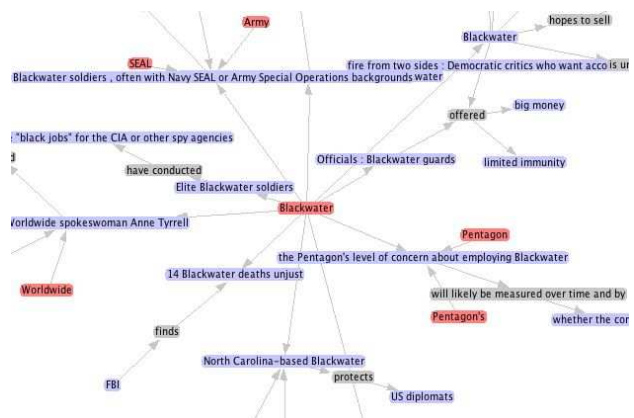 Army
hopes to sell
Blackwater
SEAL
fire from two sides : Democratic critics who want acco
is un
Blackwater soldiers , often with Navy SEAL or Army Special Operations backgrounds
water
big money
offered
"black jobs" for the CIA or other spy agencies
Officials : Blackwater guards
limited immunity
have conducted
Elite Blackwater soldiers
Blackwater
Worldwide spokeswoman Anne Tyrrell
Pentagon
the Pentagon's level of concern about employing Blackwater
14 Blackwater deaths unjust
Worldwide
will likely be measured over time and by
Pentagon's
whether the con
finds
North Carolina-based Blackwater
protects
FBI
US diplomats